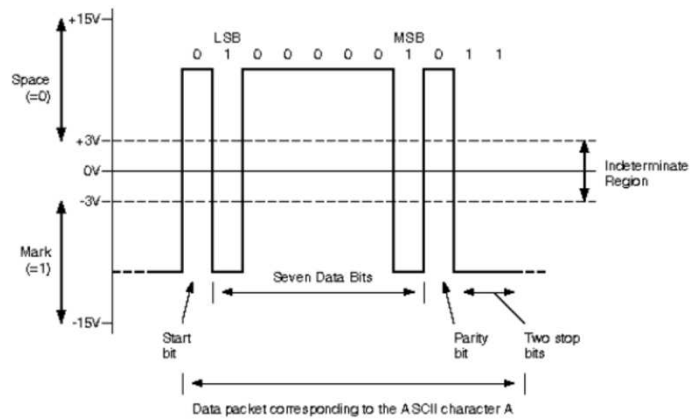 +15V
LSB MSB
0 1 0 0 0 0 0 1 0 1 1
Space
(=0)
+3V
0V
-3V
Indeterminate
Region
Mark
(=1)
Seven Data Bits
-15V
Start
bit
Parity
bit
Two stop
bits
Data packet corresponding to the ASCII character A